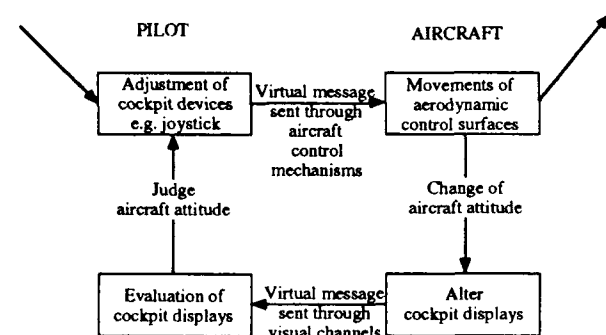 PILOT
AIRCRAFT
Adjustment of
cockpit devices
e.g. joystick
Virtual message
sent through
aircraft
control
mechanisms
Movements of
aerodynamic
control surfaces
Judge
aircraft attitude
Change of
aircraft attitude
Evaluation of
cockpit displays
Virtual message
sent through
visual channels
Alter
cockpit displays